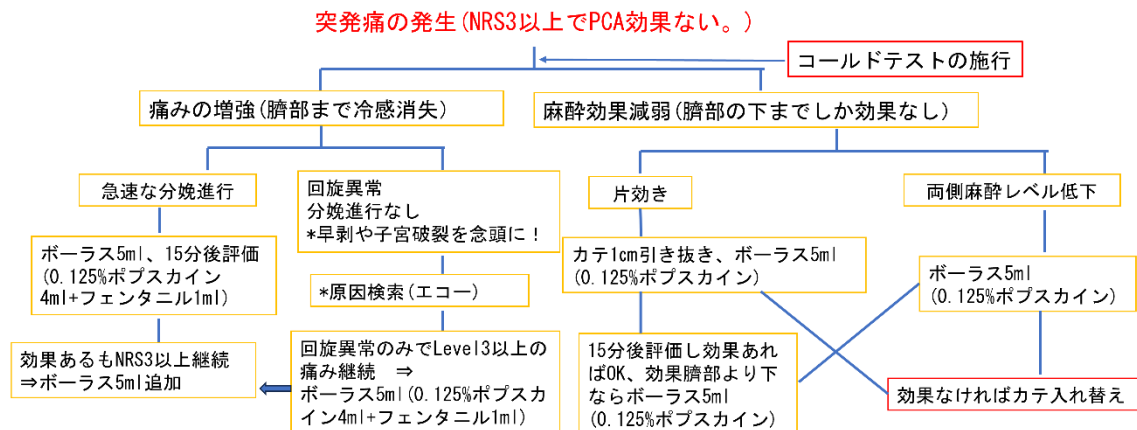 突発痛の発生(NRS3以上でPCA効果ない。)
コールドテストの施行
痛みの増強(臍部まで冷感消失)
麻酔効果減弱(臍部の下までしか効果なし)
急速な分娩進行
回旋異常
分娩進行なし
*早剥や子宮破裂を念頭に！
片効き
両側麻酔レベル低下
ボーラス5ml、15分後評価
(0.125%ポプスカイン
4ml+フェンタニル1ml)
*原因検索(エコー)
カテ1cm引き抜き、ボーラス5ml
(0.125%ポプスカイン)
ボーラス5ml
(0.125%ポプスカイン)
効果あるもNRS3以上継続
⇒ボーラス5ml追加
回旋異常のみでLevel3以上の
痛み継続　⇒
ボーラス5ml(0.125%ポプスカ
イン4ml+フェンタニル1ml)
15分後評価し効果あれ
ばOK、効果臍部より下
ならボーラス5ml
(0.125%ポプスカイン)
効果なければカテ入れ替え